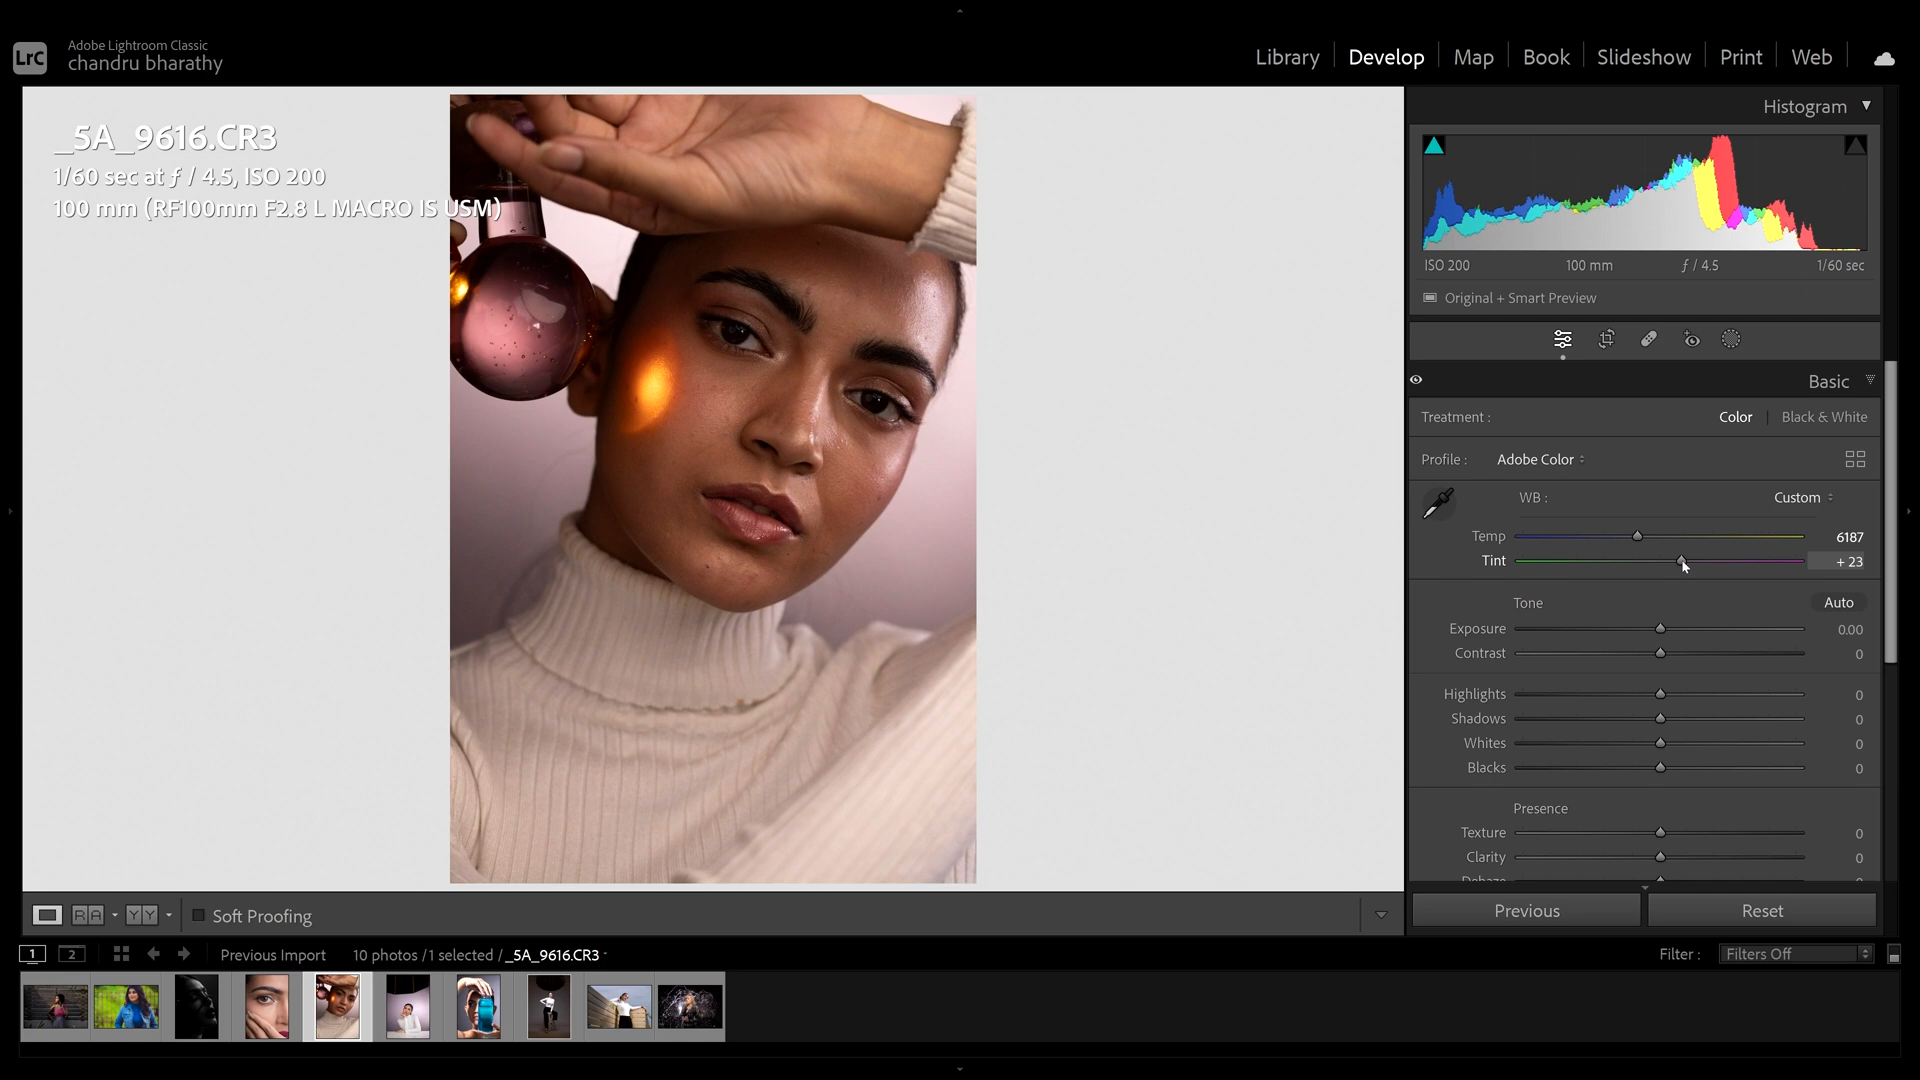 LrC
Adobe Lightroom Classic
chandru bharathy
Library
Develop
Map
Book
Slideshow
Print
Web
_5A_9616.CR3
1/60 sec at ƒ / 4.5, ISO 200
100 mm (RF100mm F2.8 L MACRO IS USM)
Histogram
ISO 200 100 mm ƒ / 4.5 1/60 sec
Original + Smart Preview
Basic
Treatment : Color Black & White
Profile : Adobe Color
WB : Custom
Temp 6187
Tint + 23
Tone Auto
Exposure 0.00
Contrast 0
Highlights 0
Shadows 0
Whites 0
Blacks 0
Presence
Texture 0
Clarity 0
Dehaze 0
Previous Reset
R A Y Y Soft Proofing
1 2 Previous Import 10 photos /1 selected / _5A_9616.CR3
Filter : Filters Off